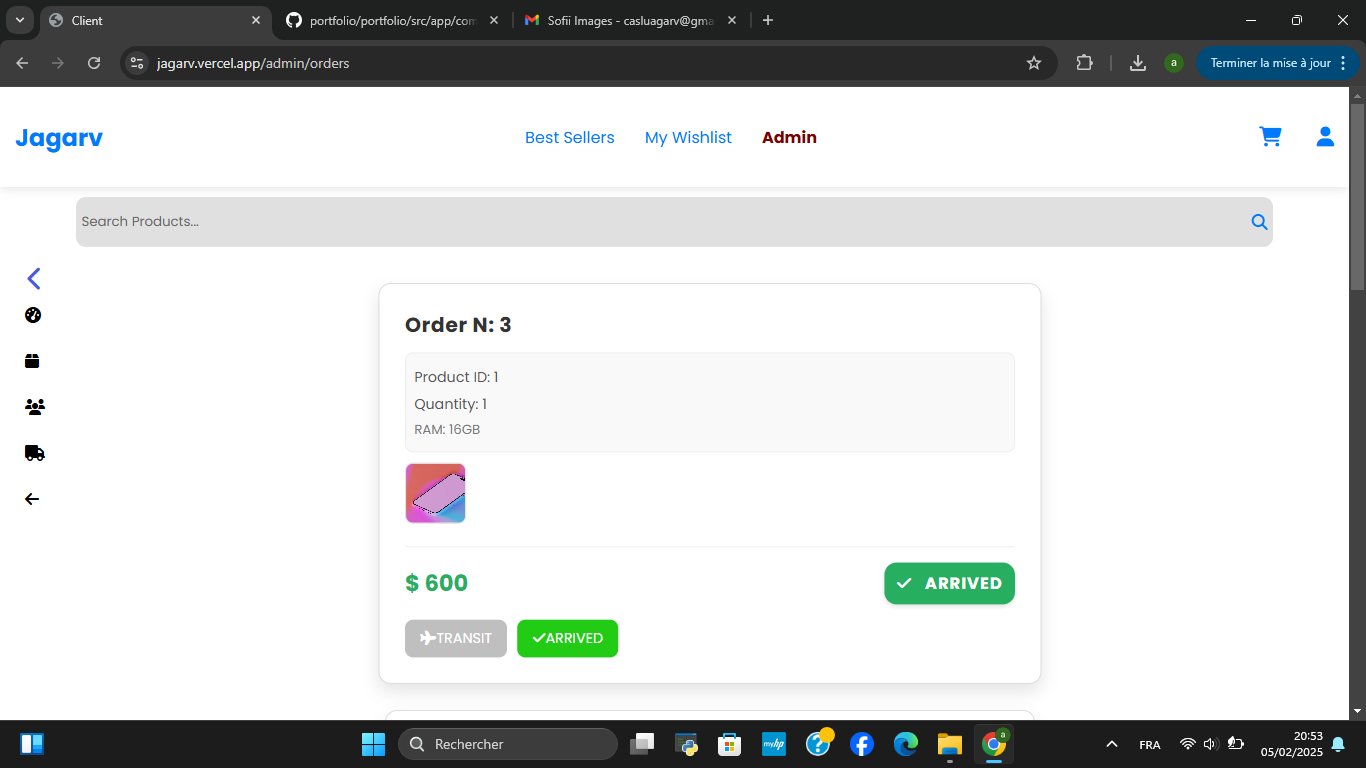 Client
portfolio/portfolio/src/app/com
Sofii Images - casluagarv@gma
jagarv.vercel.app/admin/orders
a
Terminer la mise à jour
Jagarv
Best Sellers
My Wishlist
Admin
Search Products...
Order N: 3
Product ID: 1
Quantity: 1
RAM: 16GB
$ 600
ARRIVED
TRANSIT
ARRIVED
Rechercher
myhp
a
FRA
20:53
05/02/2025